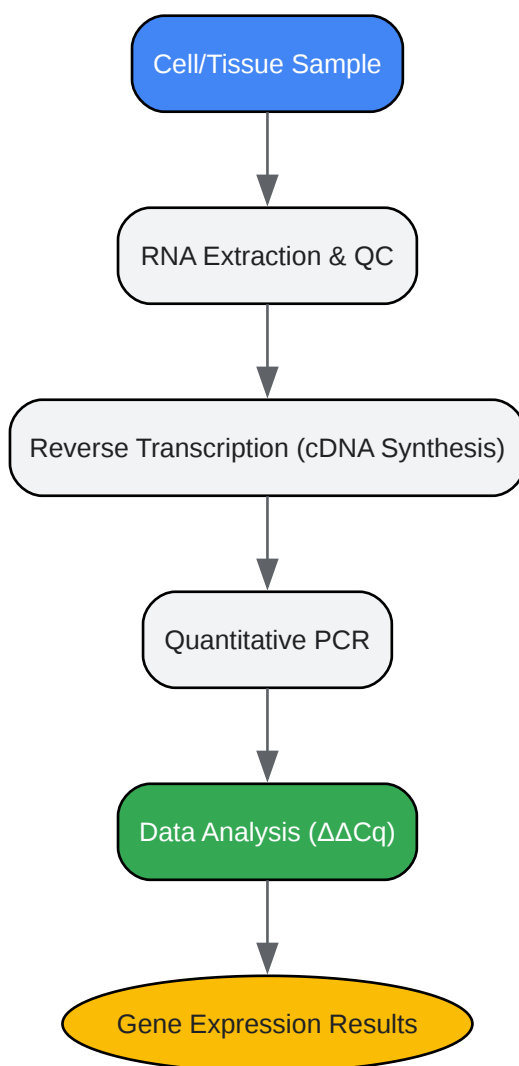 Cell/Tissue Sample
RNA Extraction & QC
Reverse Transcription (cDNA Synthesis)
Quantitative PCR
Data Analysis (ΔΔCq)
Gene Expression Results